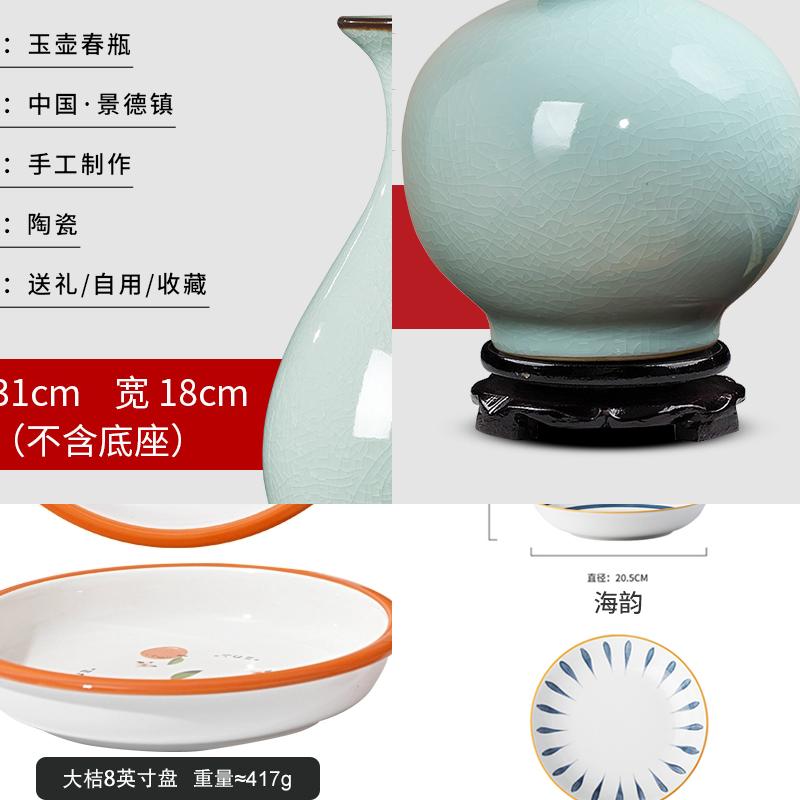 ：玉壶春瓶
：中国·景德镇
：手工制作
：陶瓷
：送礼/自用/收藏
31cm 宽 18cm
（不含底座）
大桔8英寸盘 重量≈417g
直径：20.5CM
海韵